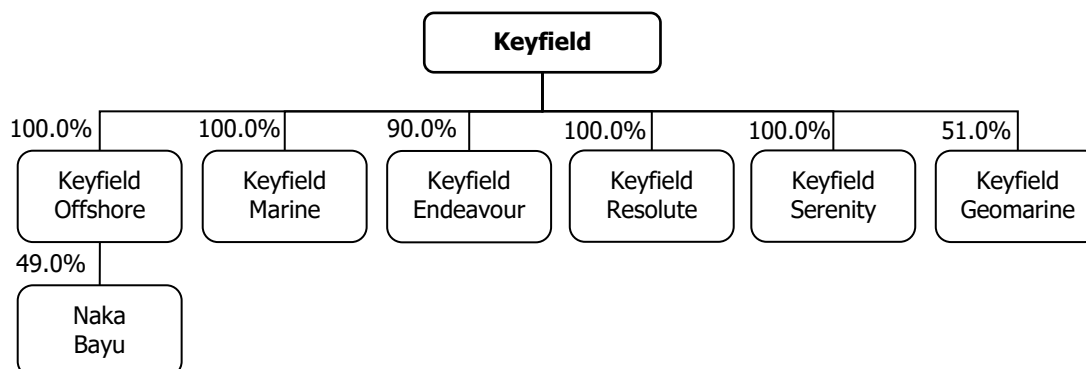 Keyfield
100.0%
100.0%
90.0%
100.0%
100.0%
51.0%
Keyfield
Offshore
Keyfield
Marine
Keyfield
Endeavour
Keyfield
Resolute
Keyfield
Serenity
Keyfield
Geomarine
49.0%
Naka
Bayu